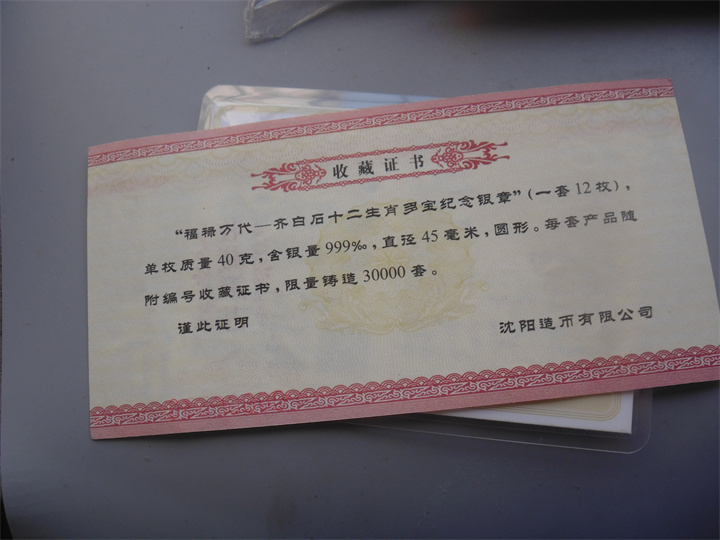 收藏证书
“福禄万代—齐白石十二生肖多宝纪念银章”(一套12枚)，
单枚质量40克，含银量999‰，直径45毫米，圆形。每套产品随
附编号收藏证书，限量铸造30000套。
谨此证明
沈阳造币有限公司